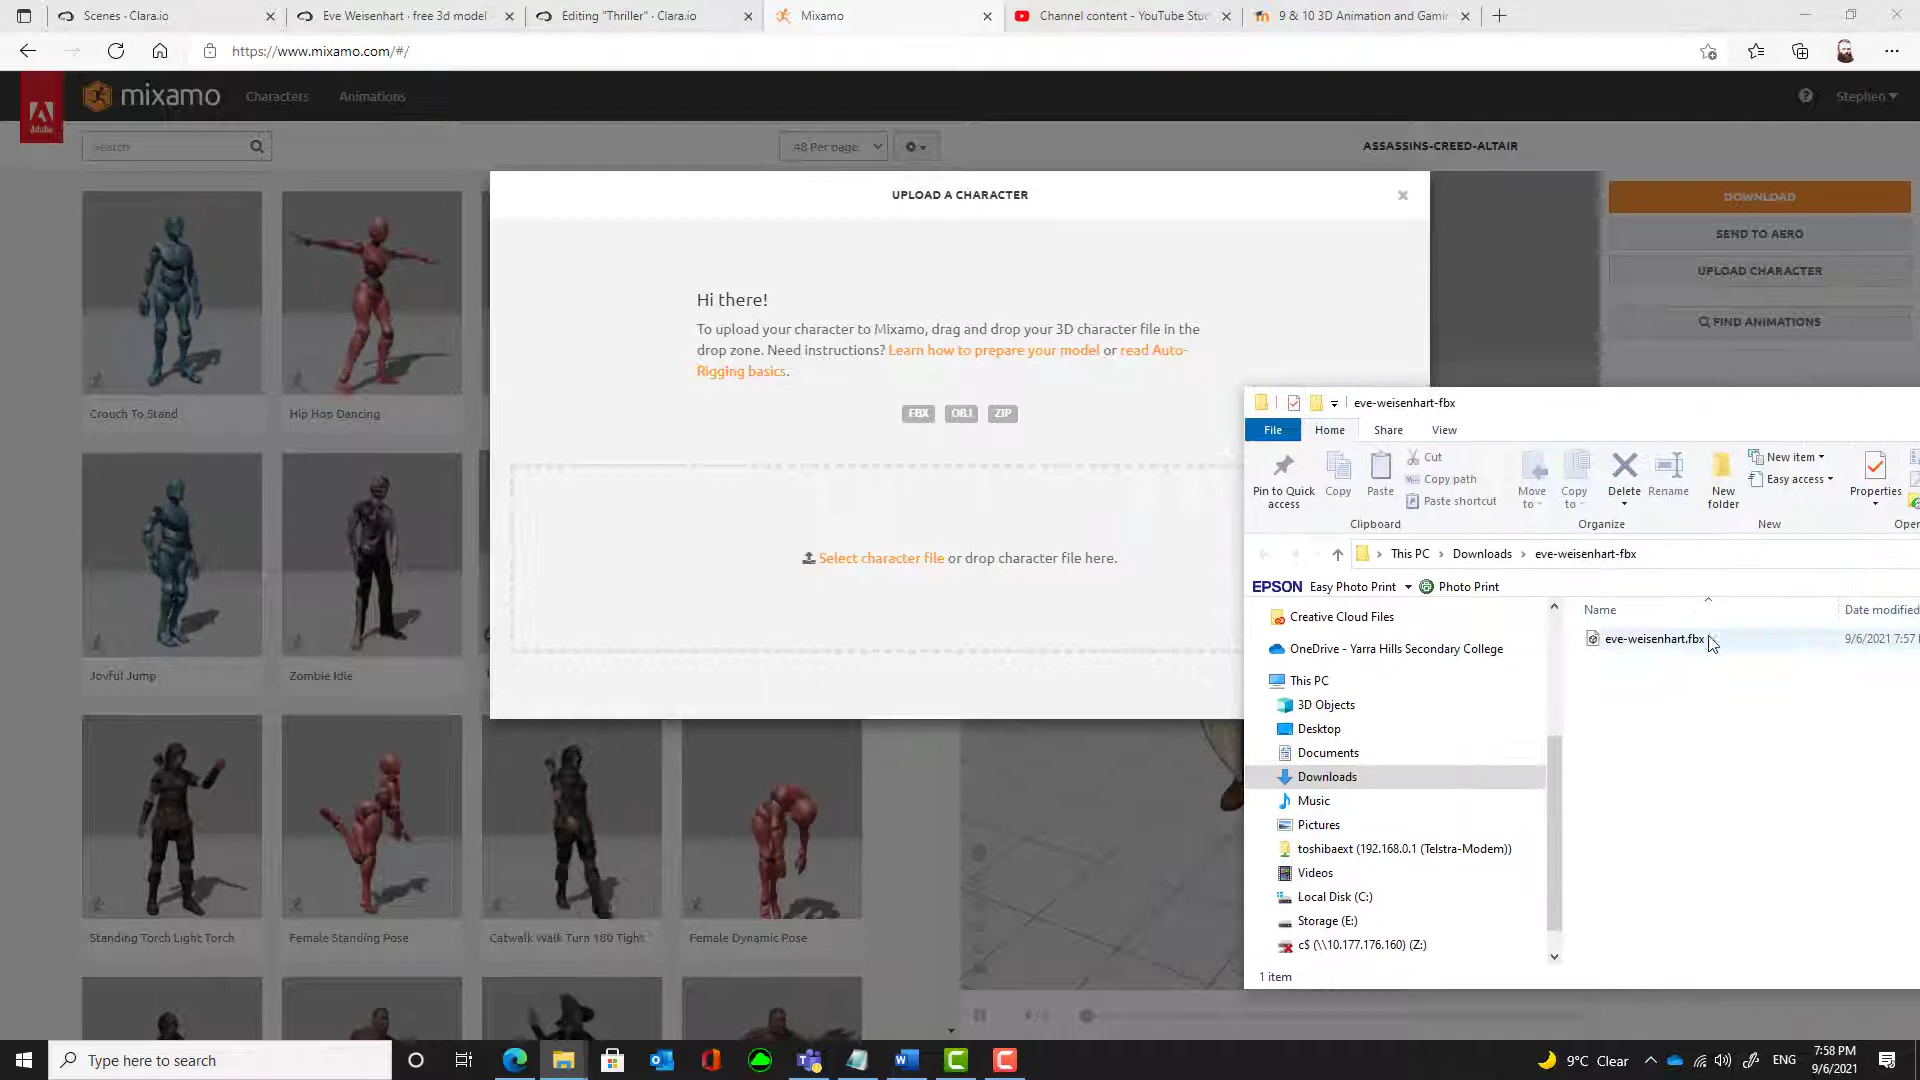 Scenes - Clara.io
Eve Weisenhart - free 3d model
Editing "Thriller" - Clara.io
Mixamo
Channel content - YouTube Stu
9 & 10 3D Animation and Gami
https://www.mixamo.com/#/
Adobe
mixamo
Characters
Animations
Stephen
Search
48 Per page
ASSASSINS-CREED-ALTAIR
UPLOAD A CHARACTER
DOWNLOAD
SEND TO AERO
UPLOAD CHARACTER
FIND ANIMATIONS
Hi there!
To upload your character to Mixamo, drag and drop your 3D character file in the
drop zone. Need instructions? Learn how to prepare your model or read Auto-
Rigging basics.
FBX OBJ ZIP
Select character file or drop character file here.
Crouch To Stand
Hip Hop Dancing
Joyful Jump
Zombie Idle
Standing Torch Light Torch
Female Standing Pose
Catwalk Walk Turn 180 Tight
Female Dynamic Pose
eve-weisenhart-fbx
File
Home
Share
View
Pin to Quick
access
Copy
Paste
Cut
Copy path
Paste shortcut
Clipboard
Move
to
Copy
to
Delete
Rename
Organize
New
folder
New item
Easy access
New
Properties
Open
This PC
Downloads
eve-weisenhart-fbx
EPSON Easy Photo Print
Photo Print
Name
Date modified
eve-weisenhart.fbx
9/6/2021 7:57
Creative Cloud Files
OneDrive - Yarra Hills Secondary College
This PC
3D Objects
Desktop
Documents
Downloads
Music
Pictures
toshibaext (192.168.0.1 (Telstra-Modem))
Videos
Local Disk (C:)
Storage (E:)
c$ (\\10.177.176.160) (Z:)
1 item
Type here to search
9°C Clear
ENG
7:58 PM
9/6/2021